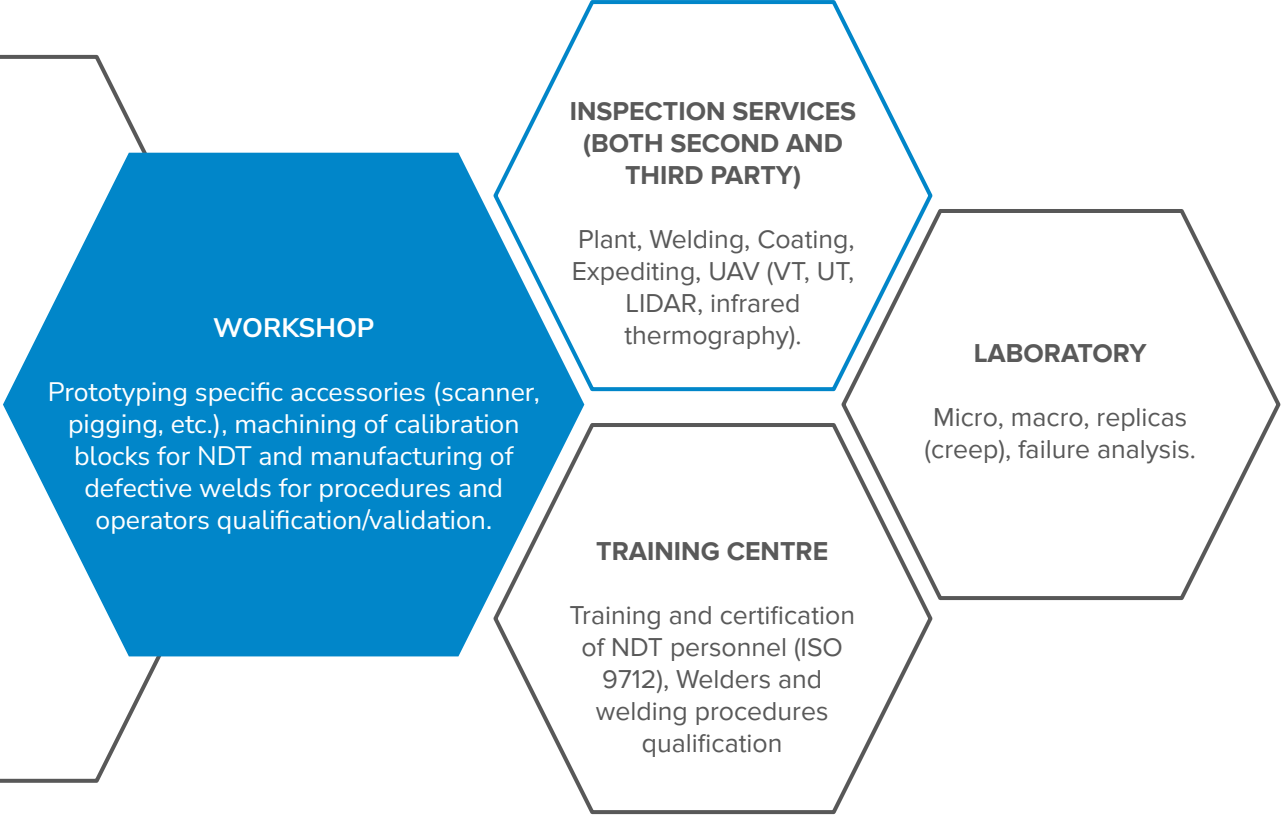 WORKSHOP
Prototyping specific accessories (scanner,
pigging, etc.), machining of calibration
blocks for NDT and manufacturing of
defective welds for procedures and
operators qualification/validation.
INSPECTION SERVICES
(BOTH SECOND AND
THIRD PARTY)
Plant, Welding, Coating,
Expediting, UAV (VT, UT,
LIDAR, infrared
thermography).
TRAINING CENTRE
Training and certification
of NDT personnel (ISO
9712), Welders and
welding procedures
qualification
LABORATORY
Micro, macro, replicas
(creep), failure analysis.